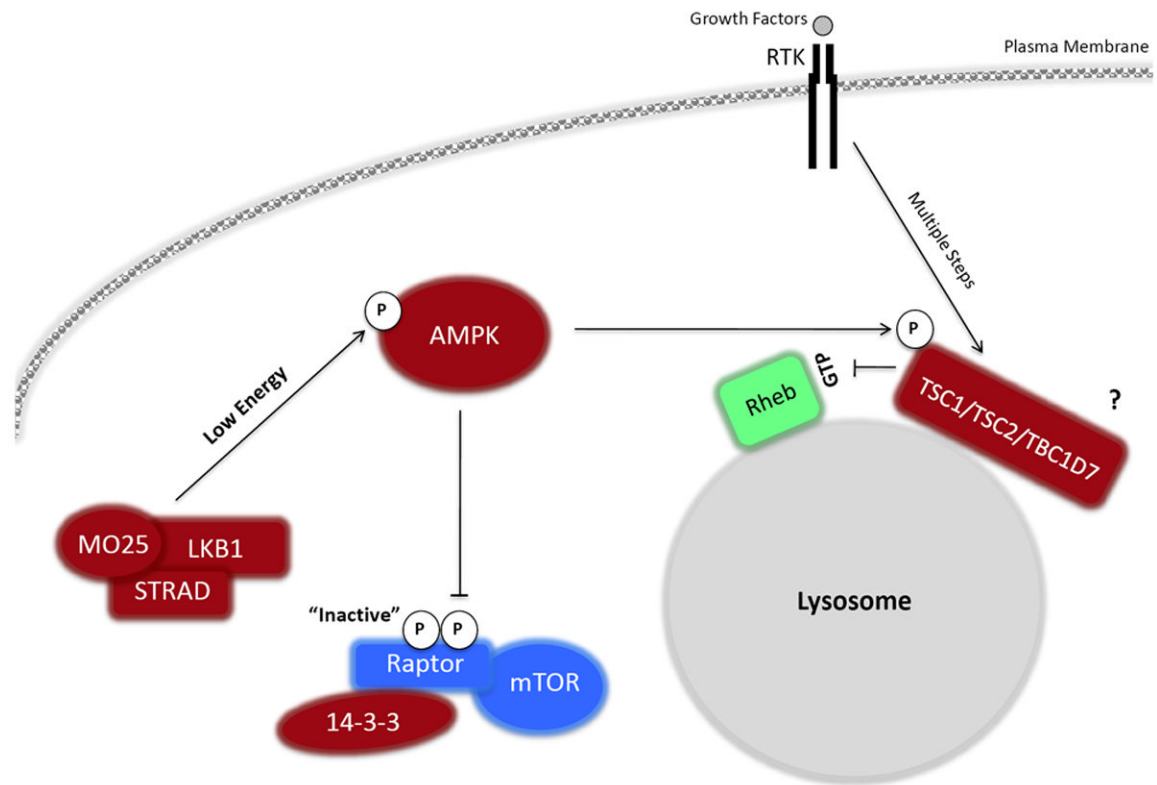 Growth Factors
RTK
Plasma Membrane
Multiple Steps
P
AMPK
P
Low Energy
GTP
Rheb
TSC1/TSC2/TBC1D7
?
MO25
LKB1
STRAD
Lysosome
"Inactive"
P
P
Raptor
mTOR
14-3-3